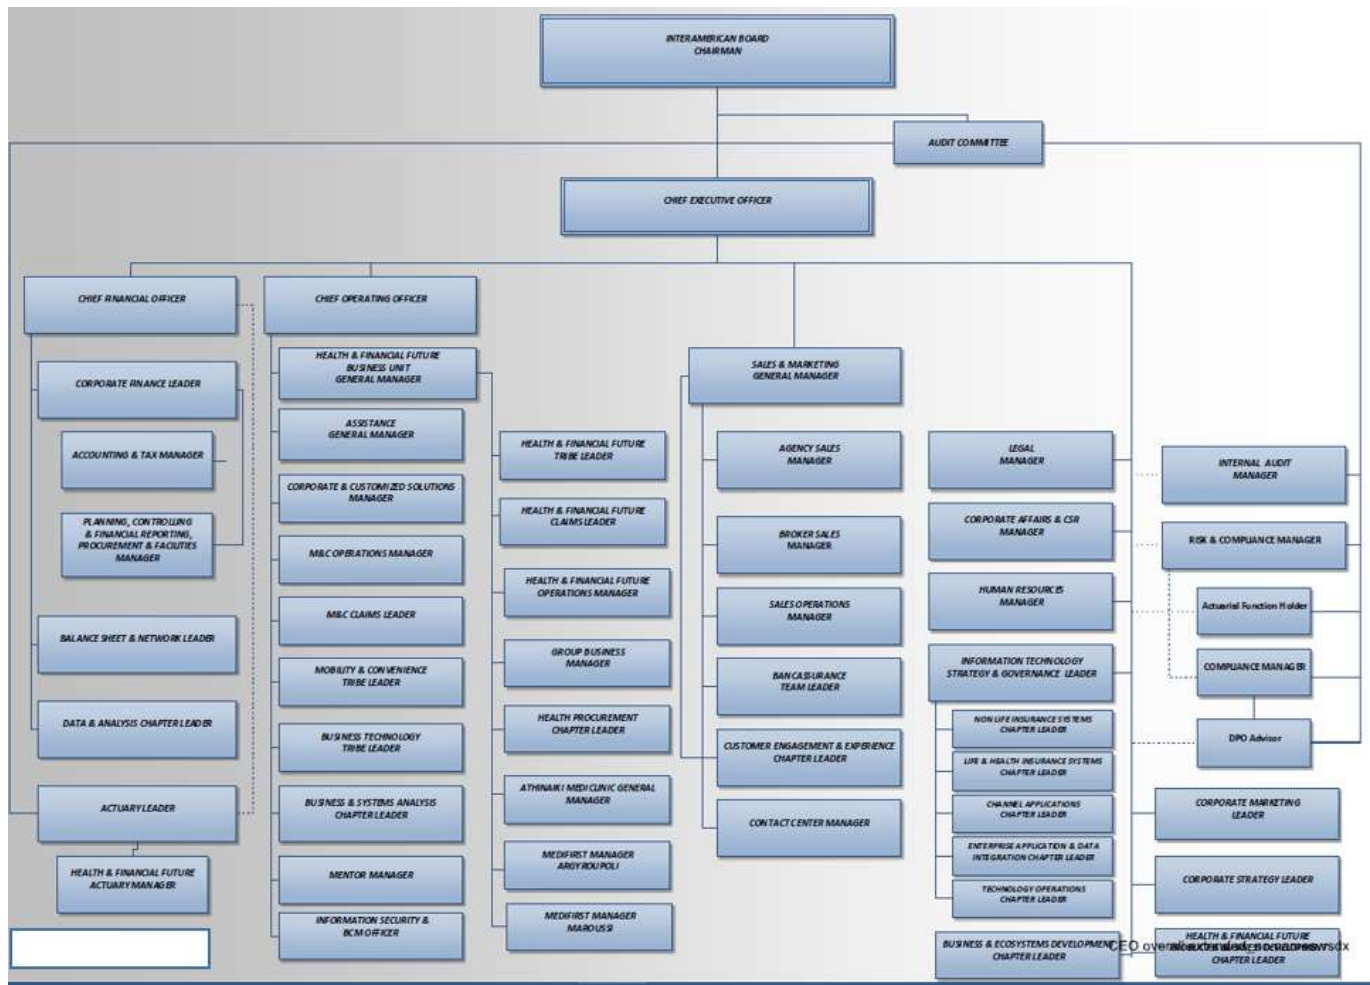 INTERAMERICAN BOARD
CHAIRMAN
AUDIT COMMITTEE
CHIEF EXECUTIVE OFFICER
CHIEF FINANCIAL OFFICER
CORPORATE FINANCE LEADER
ACCOUNTING & TAX MANAGER
PLANNING, CONTROLLING
& FINANCIAL REPORTING,
PROCUREMENT & FACILITIES
MANAGER
BALANCE SHEET & NETWORK LEADER
DATA & ANALYSIS CHAPTER LEADER
ACTUARY LEADER
HEALTH & FINANCIAL FUTURE
ACTUARY MANAGER
CHIEF OPERATING OFFICER
HEALTH & FINANCIAL FUTURE
BUSINESS UNIT
GENERAL MANAGER
ASSISTANCE
GENERAL MANAGER
CORPORATE & CUSTOMIZED SOLUTIONS
MANAGER
M&C OPERATIONS MANAGER
M&C CLAIMS LEADER
MOBILITY & CONVENIENCE
TRIBE LEADER
BUSINESS TECHNOLOGY
TRIBE LEADER
BUSINESS & SYSTEMS ANALYSIS
CHAPTER LEADER
MENTOR MANAGER
INFORMATION SECURITY &
BCM OFFICER
HEALTH & FINANCIAL FUTURE
TRIBE LEADER
HEALTH & FINANCIAL FUTURE
CLAIMS LEADER
HEALTH & FINANCIAL FUTURE
OPERATIONS MANAGER
GROUP BUSINESS
MANAGER
HEALTH PROCUREMENT
CHAPTER LEADER
ATHINAIKI MEDICLINIC GENERAL
MANAGER
MEDIFIRST MANAGER
ARGYROUPOLI
MEDIFIRST MANAGER
MAROUSSI
SALES & MARKETING
GENERAL MANAGER
AGENCY SALES
MANAGER
BROKER SALES
MANAGER
SALES OPERATIONS
MANAGER
BANCASSURANCE
TEAM LEADER
CUSTOMER ENGAGEMENT & EXPERIENCE
CHAPTER LEADER
CONTACT CENTER MANAGER
LEGAL
MANAGER
CORPORATE AFFAIRS & CSR
MANAGER
HUMAN RESOURCES
MANAGER
INFORMATION TECHNOLOGY
STRATEGY & GOVERNANCE LEADER
NON LIFE INSURANCE SYSTEMS
CHAPTER LEADER
LIFE & HEALTH INSURANCE SYSTEMS
CHAPTER LEADER
CHANNEL APPLICATIONS
CHAPTER LEADER
ENTERPRISE APPLICATION & DATA
INTEGRATION CHAPTER LEADER
TECHNOLOGY OPERATIONS
CHAPTER LEADER
BUSINESS & ECOSYSTEMS DEVELOPMENT
CHAPTER LEADER
INTERNAL AUDIT
MANAGER
RISK & COMPLIANCE MANAGER
Actuarial Function Holder
COMPLIANCE MANAGER
DPO Advisor
CORPORATE MARKETING
LEADER
CORPORATE STRATEGY LEADER
HEALTH & FINANCIAL FUTURE
CHAPTER LEADER
CEO